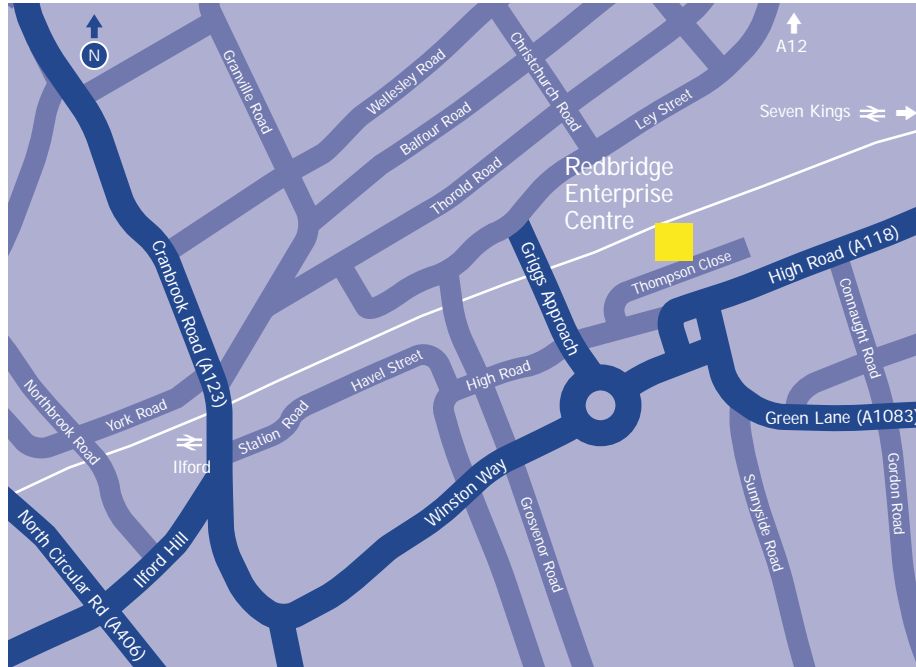 N
A12
Seven Kings
Granville Road
Wellesley Road
Christchurch Road
Balfour Road
Ley Street
Thorold Road
Redbridge
Enterprise
Centre
Cranbrook Road (A123)
Griggs Approach
Thompson Close
High Road (A118)
Connaught Road
Havel Street
High Road
Northbrook Road
York Road
Station Road
Ilford
Green Lane (A1083)
Winston Way
Grosvenor Road
Sunnyside Road
Gordon Road
North Circular Rd (A406)
Ilford Hill